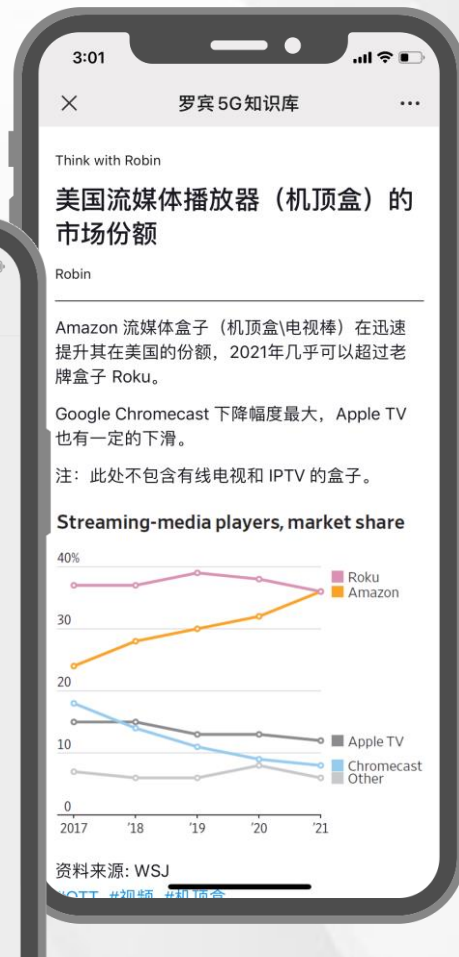 3:01
罗宾5G知识库
Think with Robin
美国流媒体播放器（机顶盒）的
市场份额
Robin
Amazon 流媒体盒子（机顶盒\电视棒）在迅速
提升其在美国的份额，2021年几乎可以超过老
牌盒子 Roku。
Google Chromecast 下降幅度最大，Apple TV
也有一定的下滑。
注：此处不包含有线电视和 IPTV 的盒子。
Streaming-media players, market share
40%
30
20
10
0
Roku
Amazon
Apple TV
Chromecast
Other
2017 ’18 ’19 ’20 ’21
资料来源: WSJ
#OTT #视频 #机顶盒